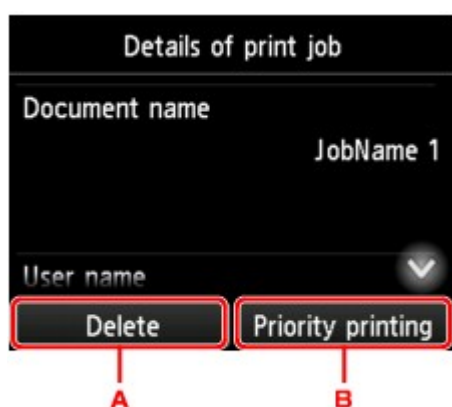 Details of print job
Document name
JobName 1
User name
Delete Priority printing
A B